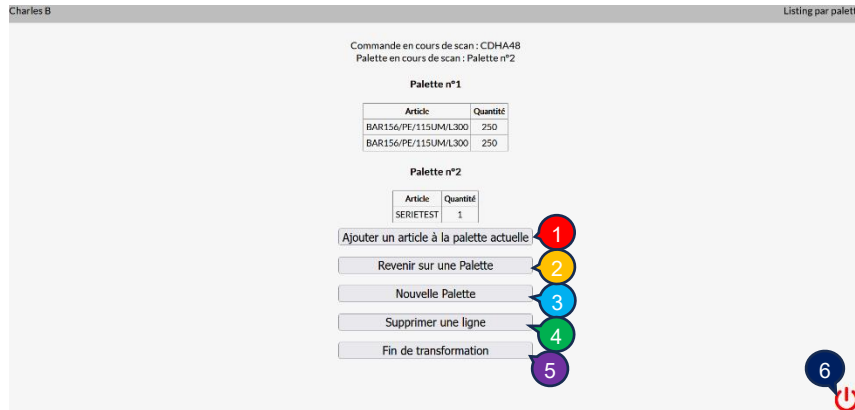 Charles B
Listing par palett
Commande en cours de scan : CDHA48
Palette en cours de scan : Palette n°2
Palette n°1
Article Quantité
BAR156/PE/115UM/L300 250
BAR156/PE/115UM/L300 250
Palette n°2
Article Quantité
SERIETEST 1
Ajouter un article à la palette actuelle 1
Revenir sur une Palette 2
Nouvelle Palette 3
Supprimer une ligne 4
Fin de transformation 5
6